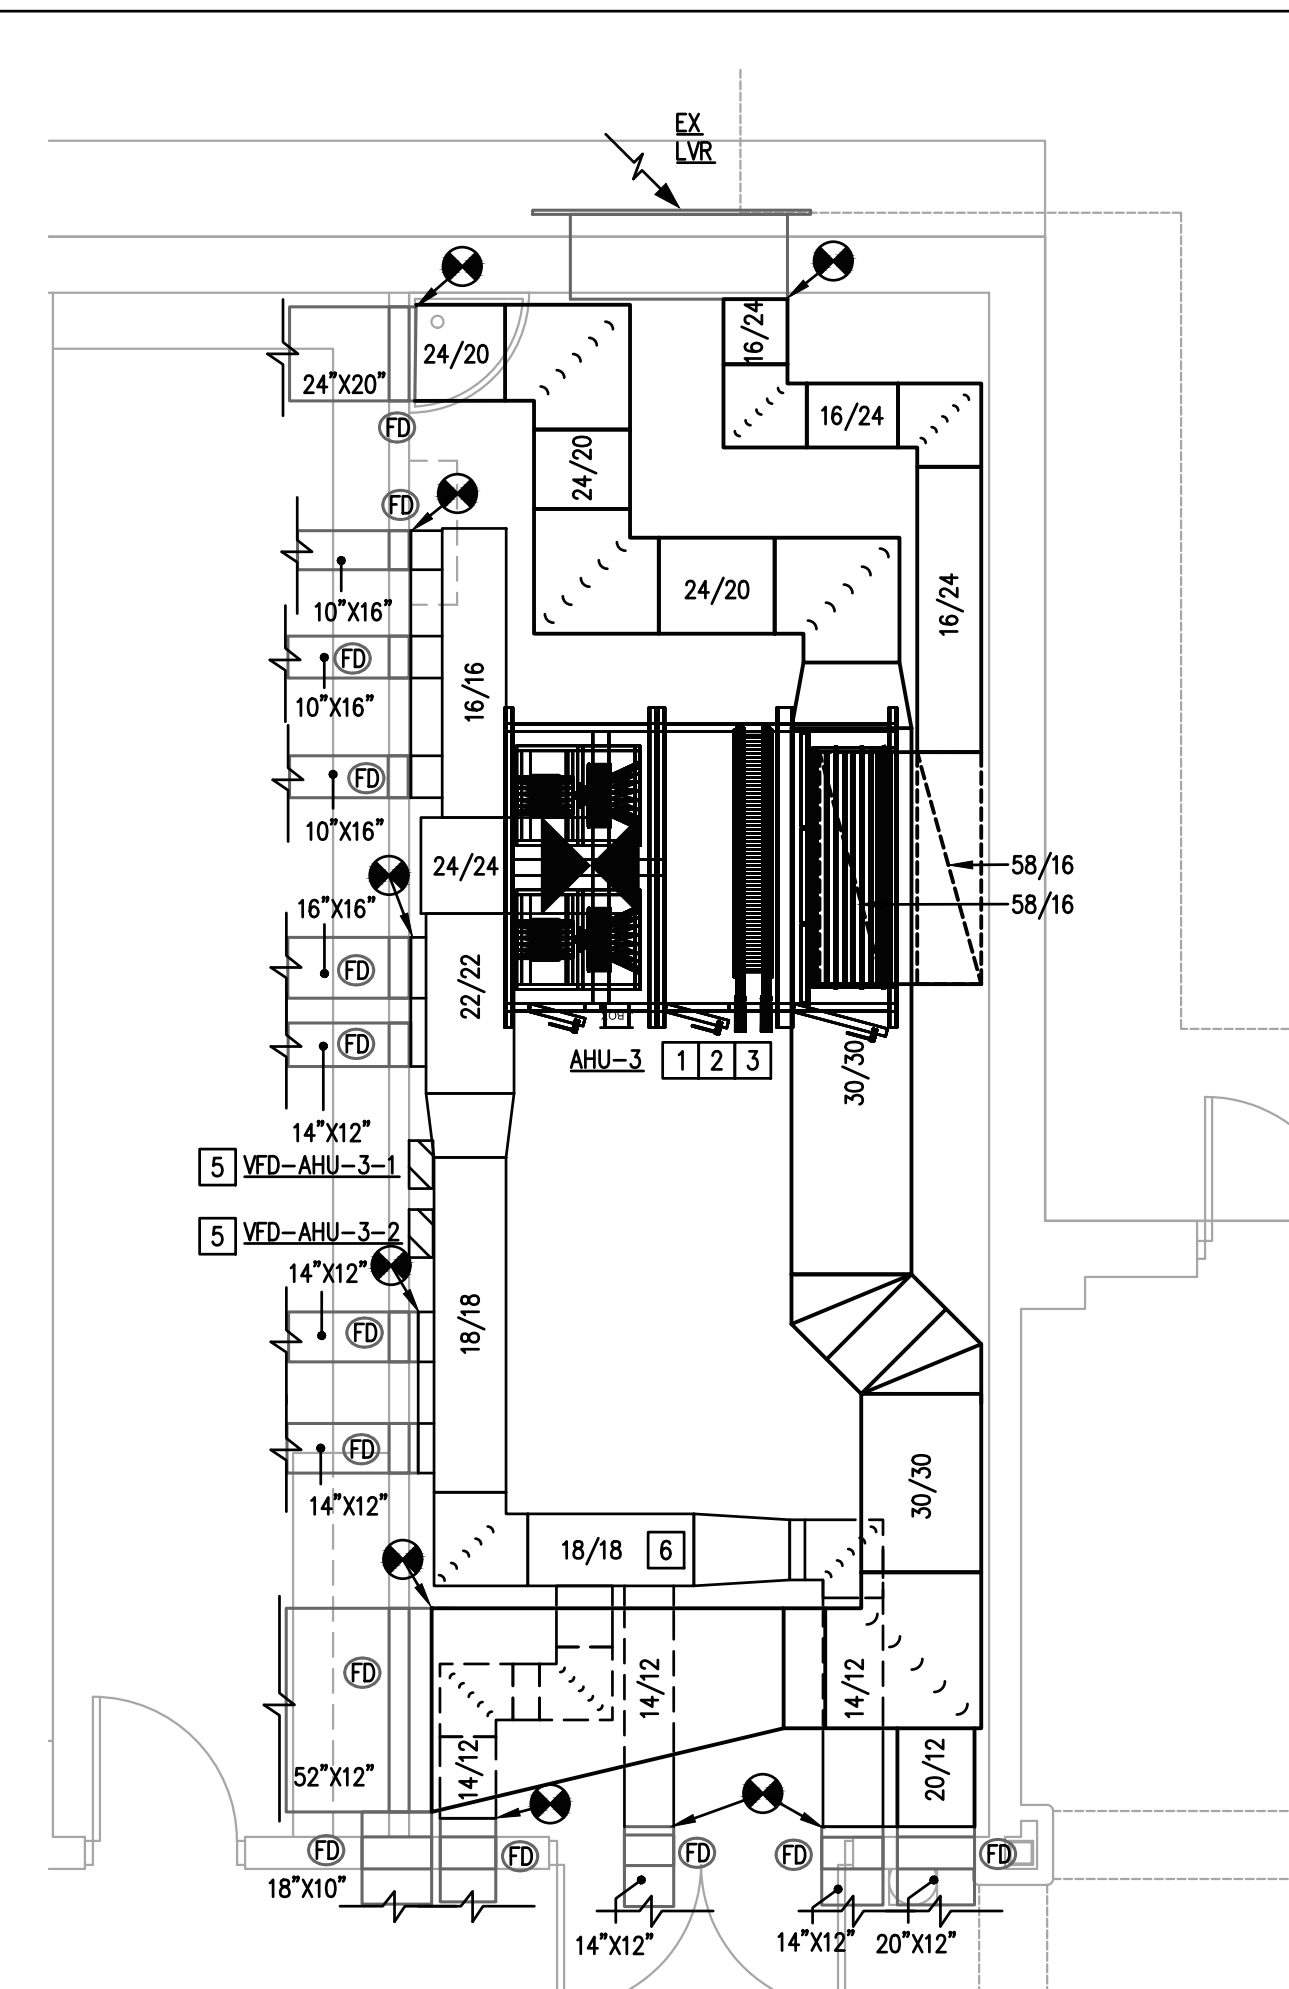 EX
LVR
16/24
24/20
24”X20”
16/24
FD
24/20
FD
24/20
16/24
10”X16”
FD
16/16
10”X16”
FD
10”X16”
24/24
58/16
58/16
16”X16”
FD
22/22
FD
AHU-3 1 2 3
30/30
14”X12”
5 VFD-AHU-3-1
5 VFD-AHU-3-2
14”X12”
FD
18/18
FD
30/30
14”X12”
18/18 6
FD
14/12
14/12
52”X12”
14/12
20/12
FD
FD
FD
FD
FD
18”X10”
14”X12”
14”X12”
20”X12”